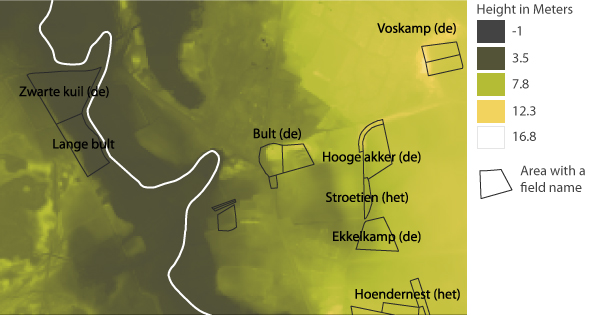 Voskamp (de)
Zwarte kuil (de)
Lange bult
Bult (de)
Hooge akker (de)
Stroetien (het)
Ekkelkamp (de)
Hoendernest (het)
Height in Meters
-1
3.5
7.8
12.3
16.8
Area with a
field name